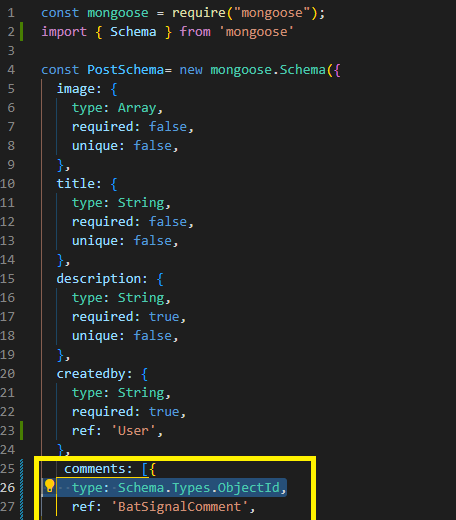 1 const mongoose = require("mongoose");
2 import { Schema } from 'mongoose'
3
4 const PostSchema= new mongoose.Schema({
5 image: {
6 type: Array,
7 required: false,
8 unique: false,
9 },
10 title: {
11 type: String,
12 required: false,
13 unique: false,
14 },
15 description: {
16 type: String,
17 required: true,
18 unique: false,
19 },
20 createdby: {
21 type: String,
22 required: true,
23 ref: 'User',
24 },
25 comments: [{
26 type: Schema.Types.ObjectId,
27 ref: 'BatSignalComment',